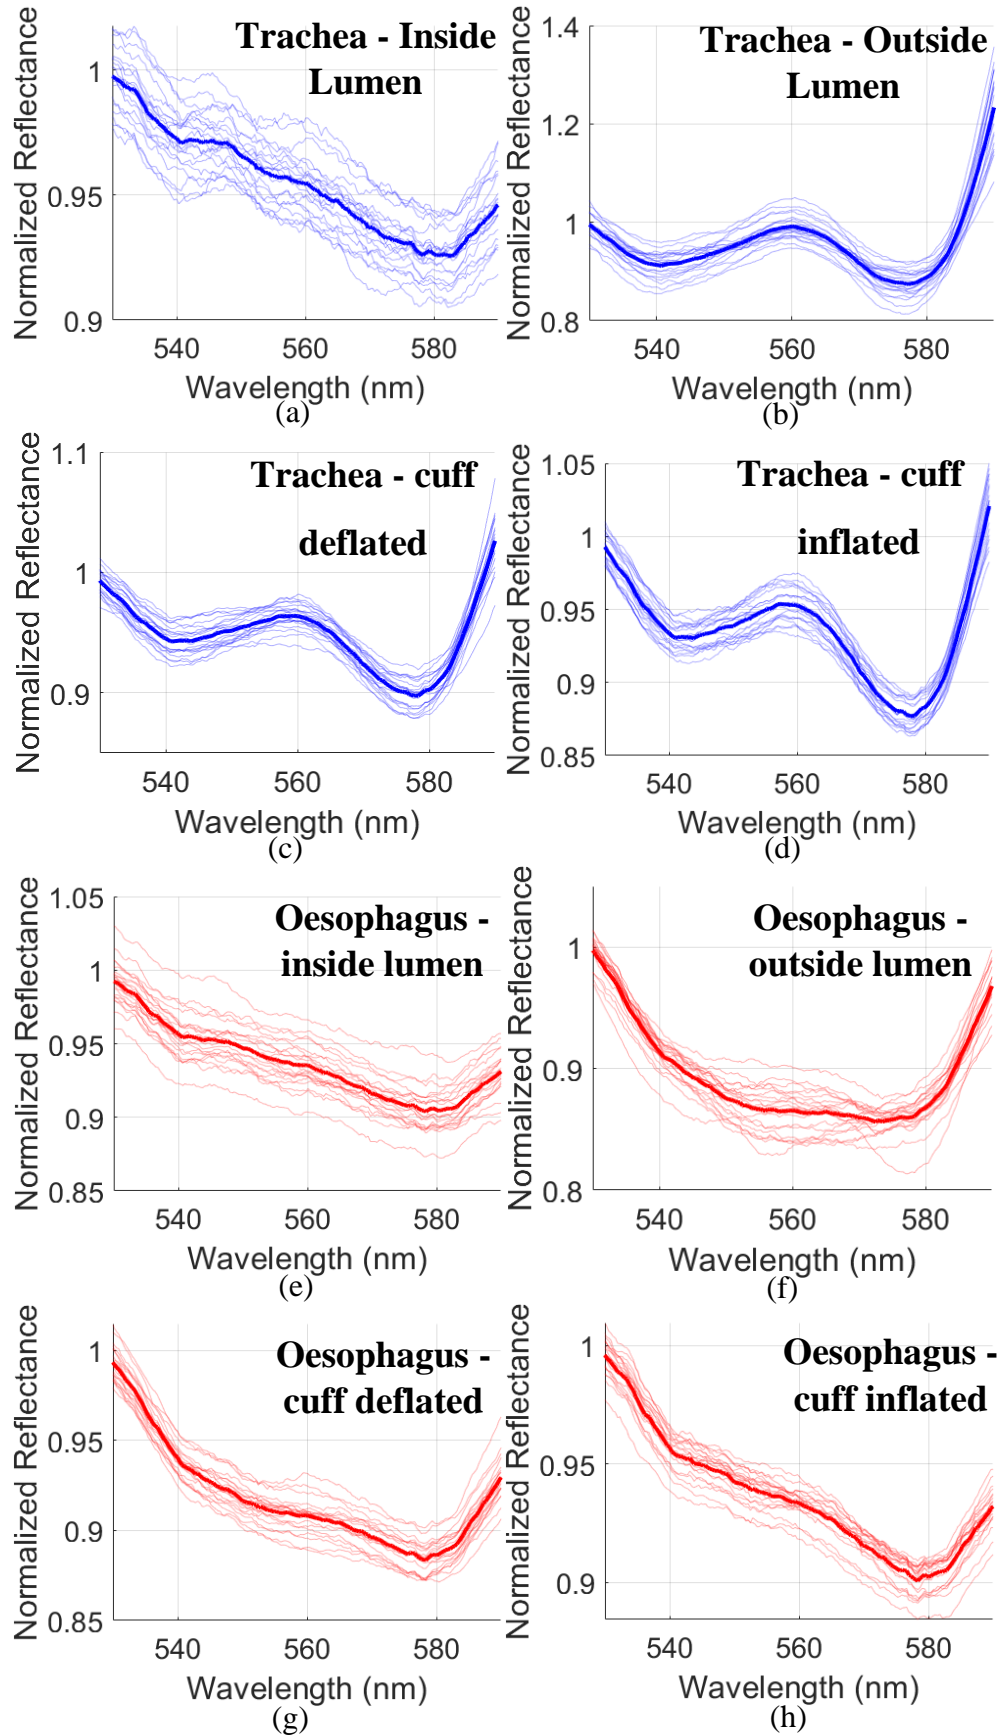 Trachea - Inside
Lumen
Normalized Reflectance
1
0.95
0.9
540
560
580
Wavelength (nm)
(a)
Trachea - Outside
Lumen
Normalized Reflectance
1.4
1.2
1
0.8
540
560
580
Wavelength (nm)
(b)
Trachea - cuff
deflated
Normalized Reflectance
1.1
1
0.9
540
560
580
Wavelength (nm)
(c)
Trachea - cuff
inflated
Normalized Reflectance
1.05
1
0.95
0.9
0.85
540
560
580
Wavelength (nm)
(d)
Oesophagus -
inside lumen
Normalized Reflectance
1.05
1
0.95
0.9
0.85
540
560
580
Wavelength (nm)
(e)
Oesophagus -
outside lumen
Normalized Reflectance
1
0.9
0.8
540
560
580
Wavelength (nm)
(f)
Oesophagus -
cuff deflated
Normalized Reflectance
1
0.95
0.9
0.85
540
560
580
Wavelength (nm)
(g)
Oesophagus -
cuff inflated
Normalized Reflectance
1
0.95
0.9
540
560
580
Wavelength (nm)
(h)